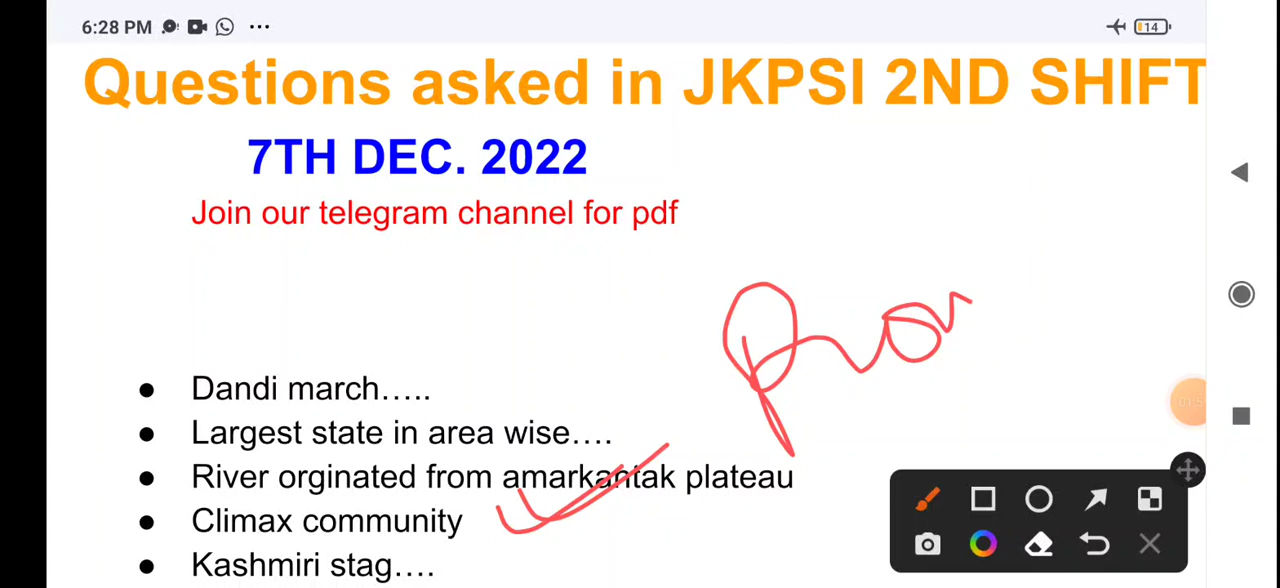 6:28 PM
14
Questions asked in JKPSI 2ND SHIFT
7TH DEC. 2022
Join our telegram channel for pdf
Dandi march…..
Largest state in area wise….
River orginated from amarkantak plateau
Climax community
Kashmiri stag….